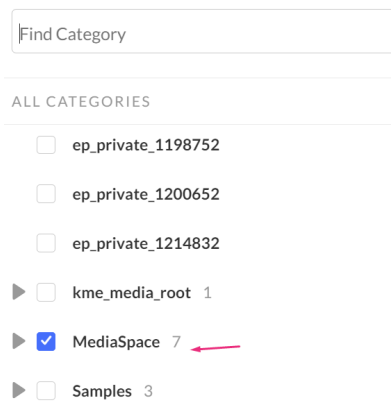 Find Category
ALL CATEGORIES
ep_private_1198752
ep_private_1200652
ep_private_1214832
kme_media_root 1
MediaSpace 7
Samples 3